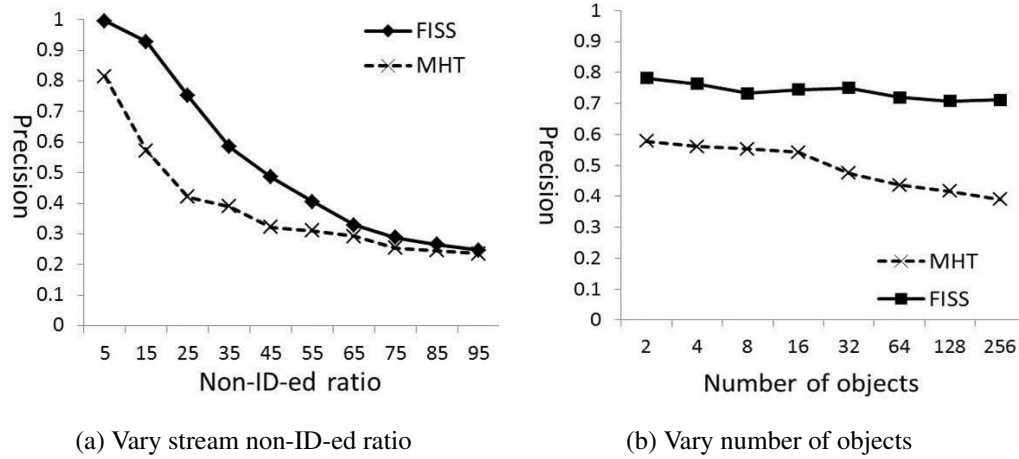 1
0.9
0.8
0.7
0.6
0.5
0.4
0.3
0.2
0.1
0
Precision
FISS
MHT
5 15 25 35 45 55 65 75 85 95
Non-ID-ed ratio
(a) Vary stream non-ID-ed ratio
1
0.9
0.8
0.7
0.6
0.5
0.4
0.3
0.2
0.1
0
Precision
MHT
FISS
2 4 8 16 32 64 128 256
Number of objects
(b) Vary number of objects